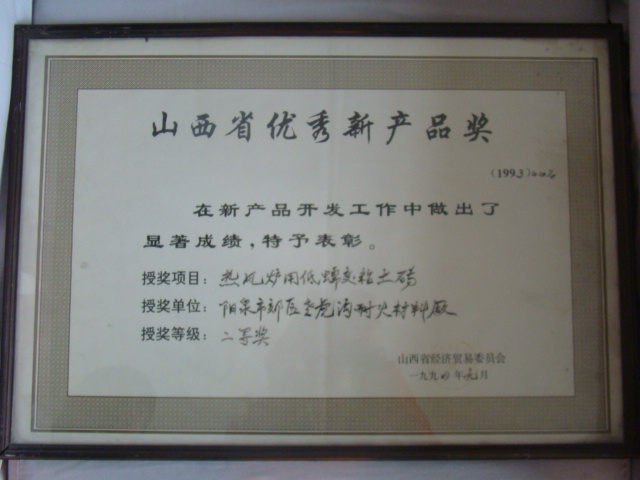 山西省优秀新产品奖
(1993)
在新产品开发工作中做出了
显著成绩，特予表彰。
授奖项目：热风炉用低蠕变粘土砖
授奖单位：阳泉市郊区老虎沟耐火材料厂
授奖等级：二等奖
山西省经济贸易委员会
一九九四年元月